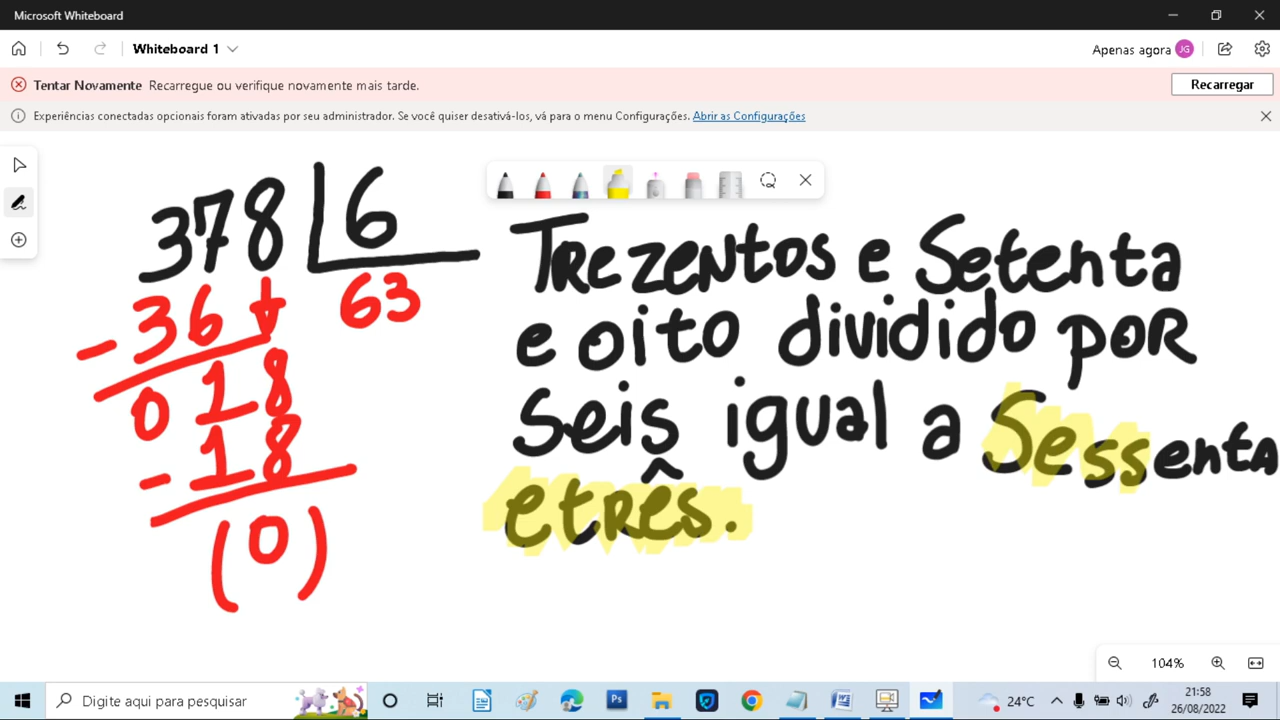 Microsoft Whiteboard
Whiteboard 1
Apenas agora JG
Tentar Novamente Recarregue ou verifique novamente mais tarde.
Recarregar
Experiências conectadas opcionais foram ativadas por seu administrador. Se você quiser desativá-los, vá para o menu Configurações. Abrir as Configurações
378 6
- 36 63
018
- 18
(0)
Trezentos e Setenta
e oito dividido por
Seis igual a Sessenta
e três.
104%
Digite aqui para pesquisar
Ps
W
24°C
21:58
26/08/2022